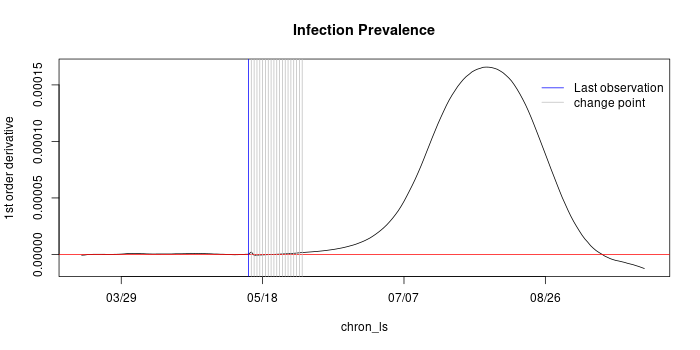 Infection Prevalence
1st order derivative
0.00015
0.00010
0.00005
0.00000
Last observation
change point
03/29
05/18
07/07
08/26
chron_ls